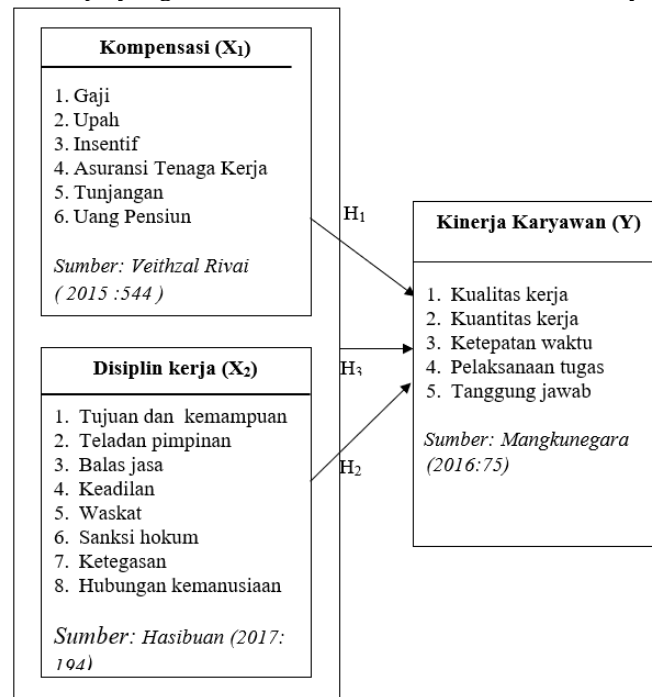 Kompensasi (X₁)
1. Gaji
2. Upah
3. Insentif
4. Asuransi Tenaga Kerja
5. Tunjangan
6. Uang Pensiun
Sumber: Veithzal Rivai
( 2015 :544 )
H₁
Kinerja Karyawan (Y)
1. Kualitas kerja
2. Kuantitas kerja
3. Ketepatan waktu
4. Pelaksanaan tugas
5. Tanggung jawab
Sumber: Mangkunegara
(2016:75)
Disiplin kerja (X₂)
1. Tujuan dan kemampuan
2. Teladan pimpinan
3. Balas jasa
4. Keadilan
5. Waskat
6. Sanksi hokum
7. Ketegasan
8. Hubungan kemanusiaan
Sumber: Hasibuan (2017:
194)
H₃
H₂